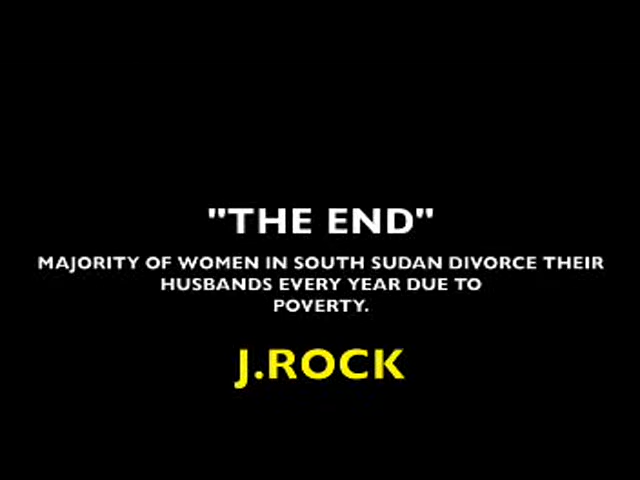 "THE END"
MAJORITY OF WOMEN IN SOUTH SUDAN DIVORCE THEIR
HUSBANDS EVERY YEAR DUE TO
POVERTY.
J.ROCK